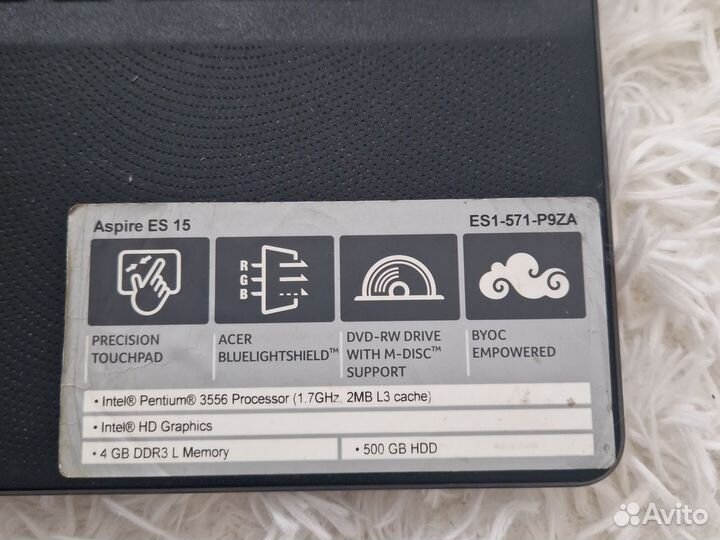 Aspire ES 15
ES1-571-P9ZA
R
G
B
PRECISION
TOUCHPAD
ACER
BLUELIGHTSHIELD™
DVD-RW DRIVE
WITH M-DISC™
SUPPORT
BYOC
EMPOWERED
• Intel® Pentium® 3556 Processor (1.7GHz, 2MB L3 cache)
• Intel® HD Graphics
• 4 GB DDR3 L Memory
• 500 GB HDD
Avito